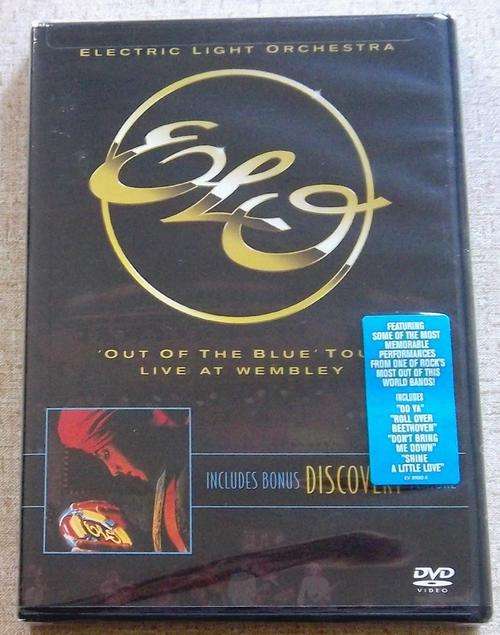 ELECTRIC LIGHT ORCHESTRA
ELO
'OUT OF THE BLUE' TOU
LIVE AT WEMBLEY
FEATURING
SOME OF THE MOST
MEMORABLE
PERFORMANCES
FROM ONE OF ROCK'S
MOST OUT OF THIS
WORLD BANDS!
INCLUDES
"DO YA"
"ROLL OVER
BEETHOVEN"
"DON'T BRING
ME DOWN"
"SHINE
A LITTLE LOVE"
INCLUDES BONUS DISCOVERY
ELO
DVD
VIDEO